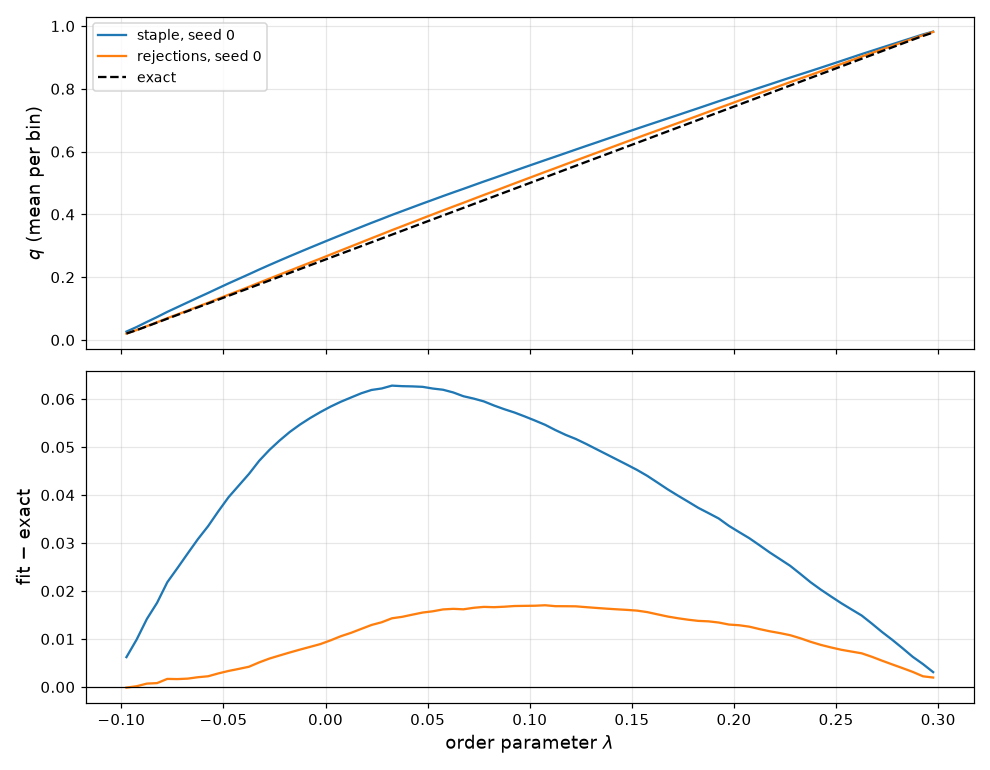 staple, seed 0
rejections, seed 0
exact
q (mean per bin)
1.0
0.8
0.6
0.4
0.2
0.0
fit − exact
0.06
0.05
0.04
0.03
0.02
0.01
0.00
−0.10 −0.05 0.00 0.05 0.10 0.15 0.20 0.25 0.30
order parameter λ